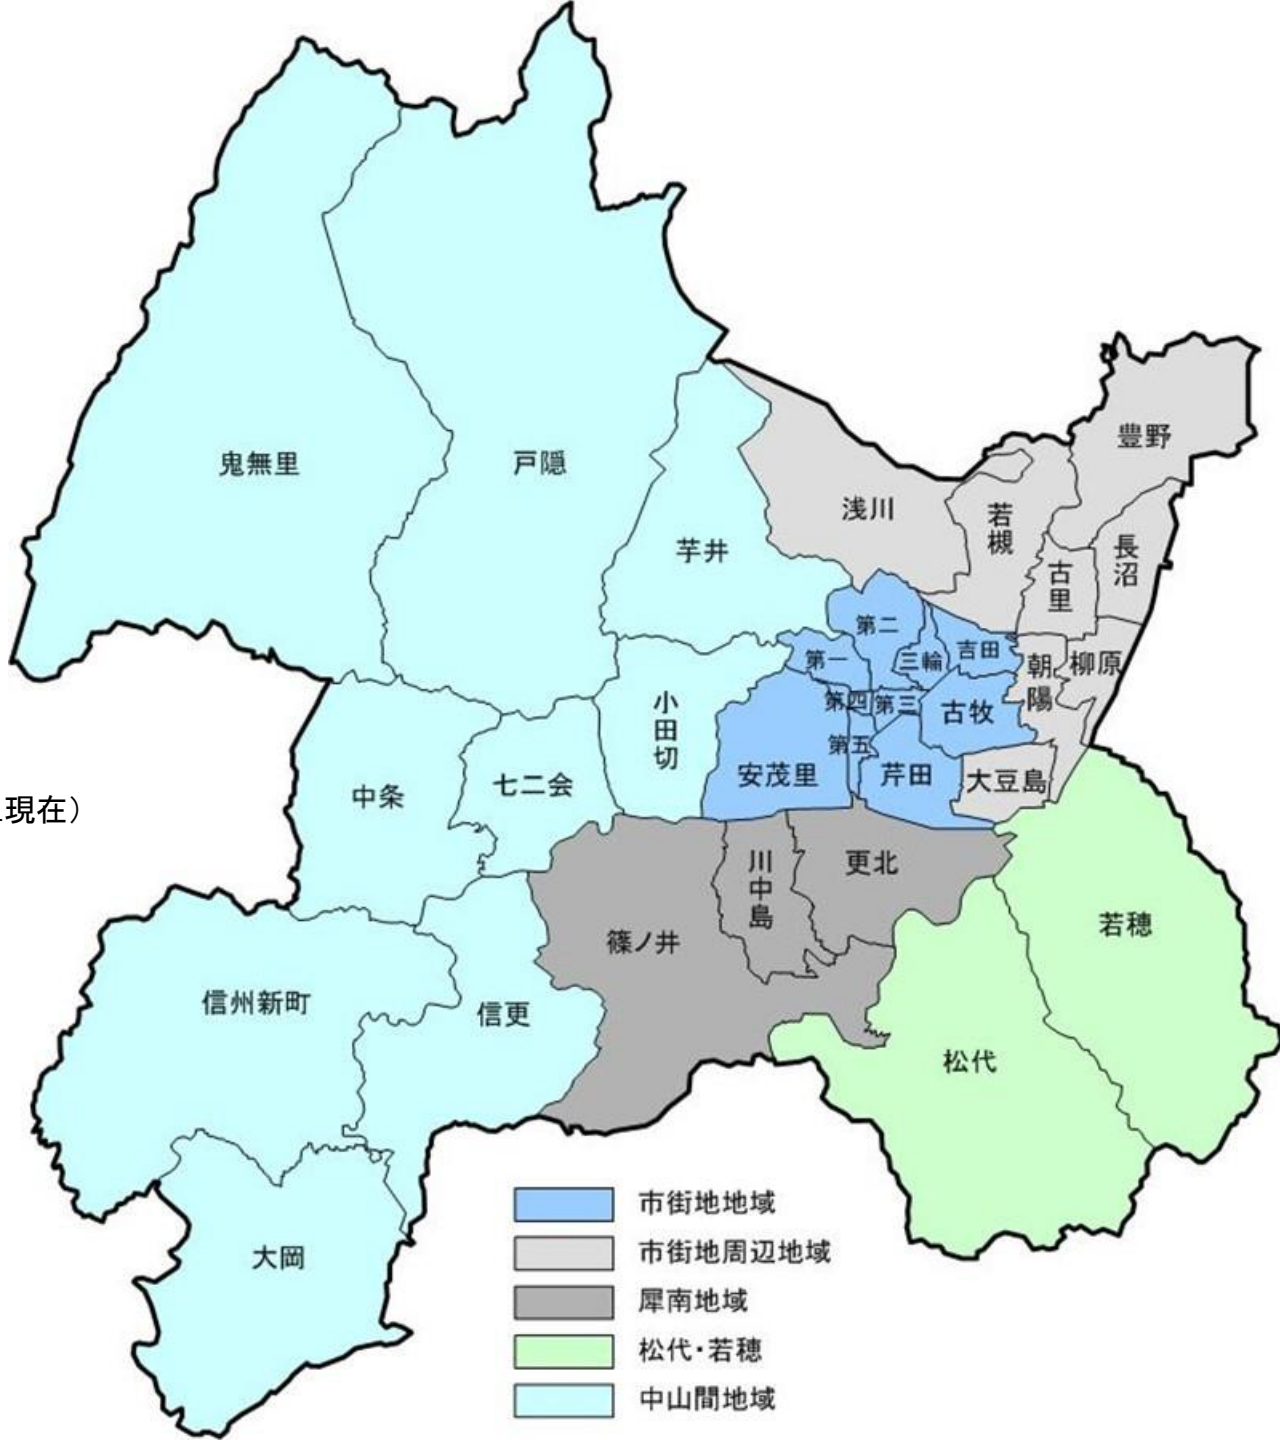 豊野
鬼無里
戸隠
浅川
若槻
芋井
長沼
古里
第二
吉田
第一
三輪
朝陽
柳原
第四
第三
古牧
小田切
第五
安茂里
芹田
大豆島
七二会
中条
現在）
川中島
更北
若穂
篠ノ井
信州新町
信更
松代
大岡
市街地地域
市街地周辺地域
犀南地域
松代・若穂
中山間地域